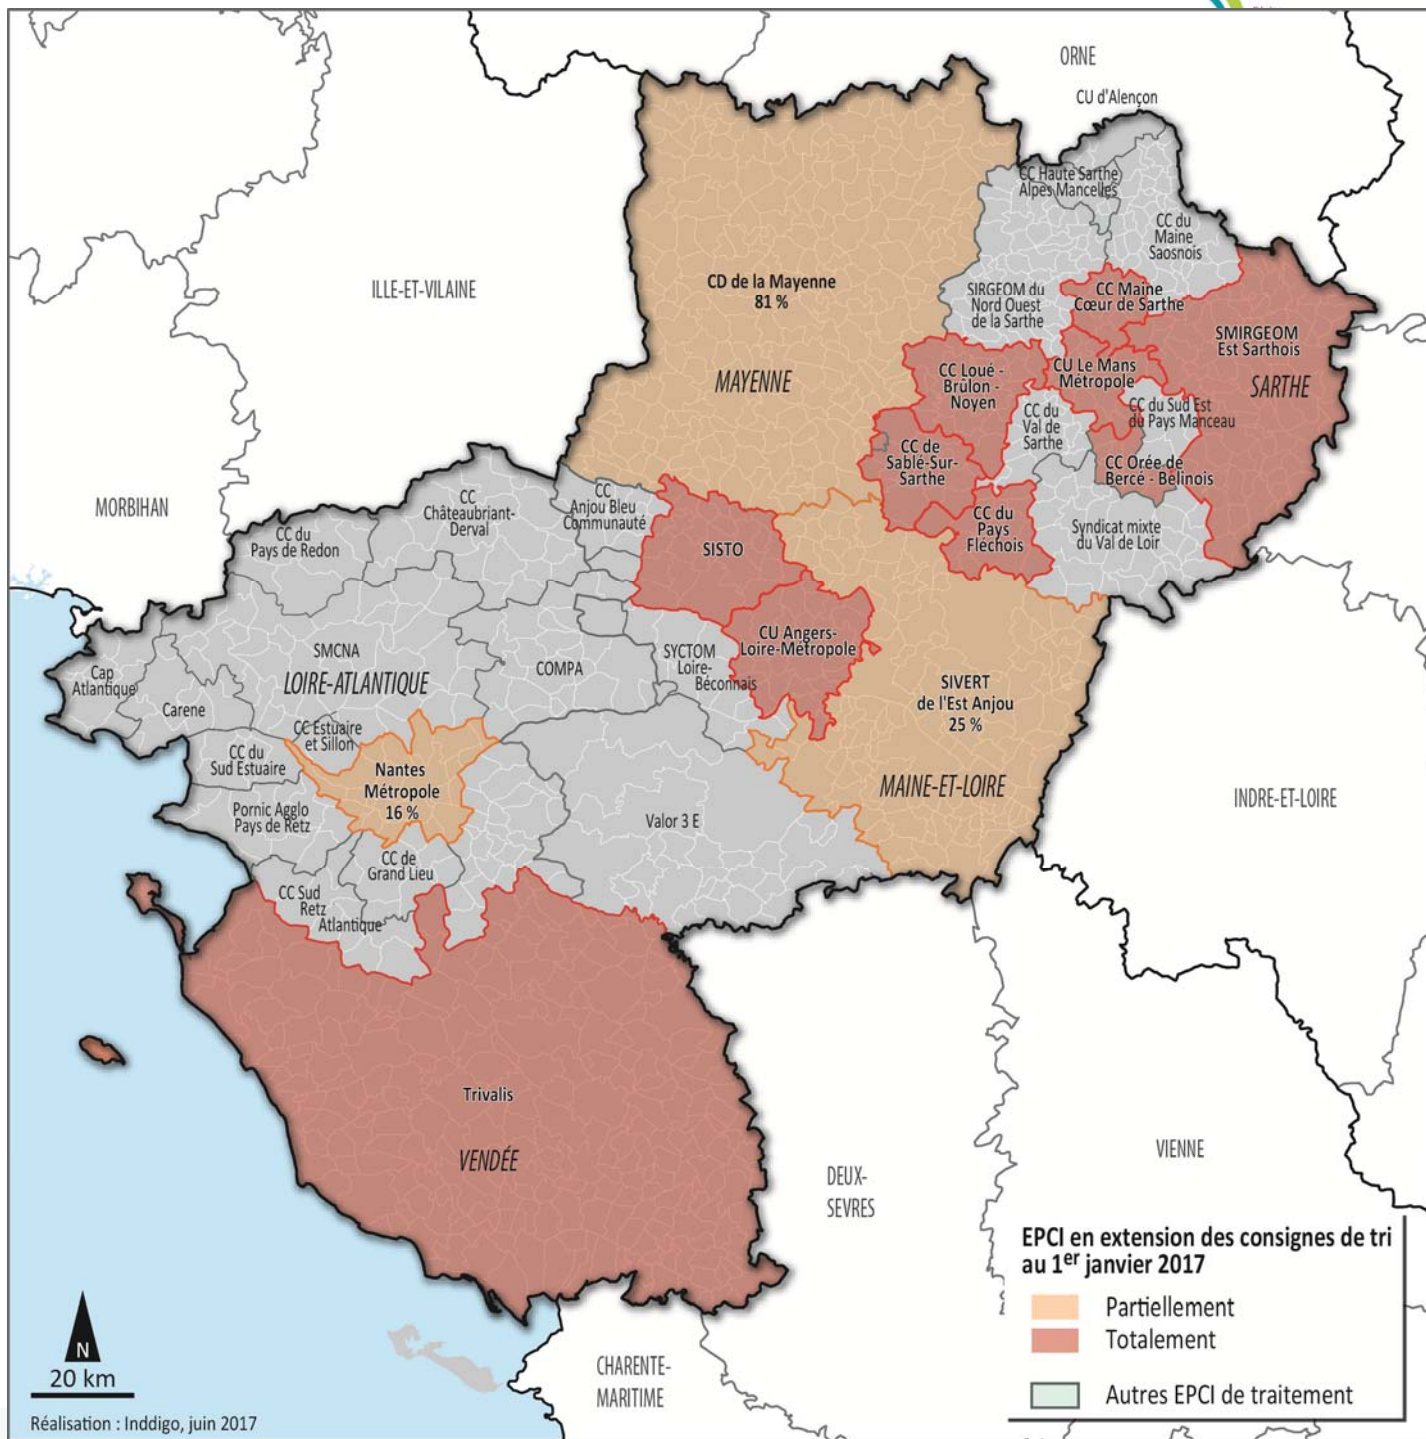 ORNE
CU d'Alençon
CC Haute Sarthe
Alpes Mancelles
CC du
Maine
Saosnois
ILLE-ET-VILAINE
CD de la Mayenne
81 %
SIRGEOM du
Nord Ouest
de la Sarthe
CC Maine
Cœur de Sarthe
SMIRGEOM
Est Sarthois
MAYENNE
CC Loué -
Brûlon -
Noyen
CU Le Mans
Métropole
SARTHE
CC du
Val de
Sarthe
CC du Sud Est
du Pays Manceau
CC de
Sablé-Sur-
Sarthe
CC Orée de
Bercé - Belinois
MORBIHAN
CC du
Pays de Redon
CC
Châteaubriant-
Derval
CC
Anjou Bleu
Communauté
SISTO
CC du
Pays
Fléchois
Syndicat mixte
du Val de Loir
Cap
Atlantique
Carene
SMCNA
LOIRE-ATLANTIQUE
COMPA
SYCTOM
Loire-
Béconnais
CU Angers-
Loire-Métropole
SIVERT
de l'Est Anjou
25 %
CC Estuaire
et Sillon
CC du
Sud Estuaire
Nantes
Métropole
16 %
MAINE-ET-LOIRE
INDRE-ET-LOIRE
Pornic Agglo
Pays de Retz
Valor 3 E
CC de
Grand Lieu
CC Sud
Retz
Atlantique
Trivalis
VENDÉE
DEUX-
SEVRES
VIENNE
CHARENTE-
MARITIME
EPCI en extension des consignes de tri
au 1er janvier 2017
Partiellement
Totalement
Autres EPCI de traitement
N
20 km
Réalisation : Inddigo, juin 2017